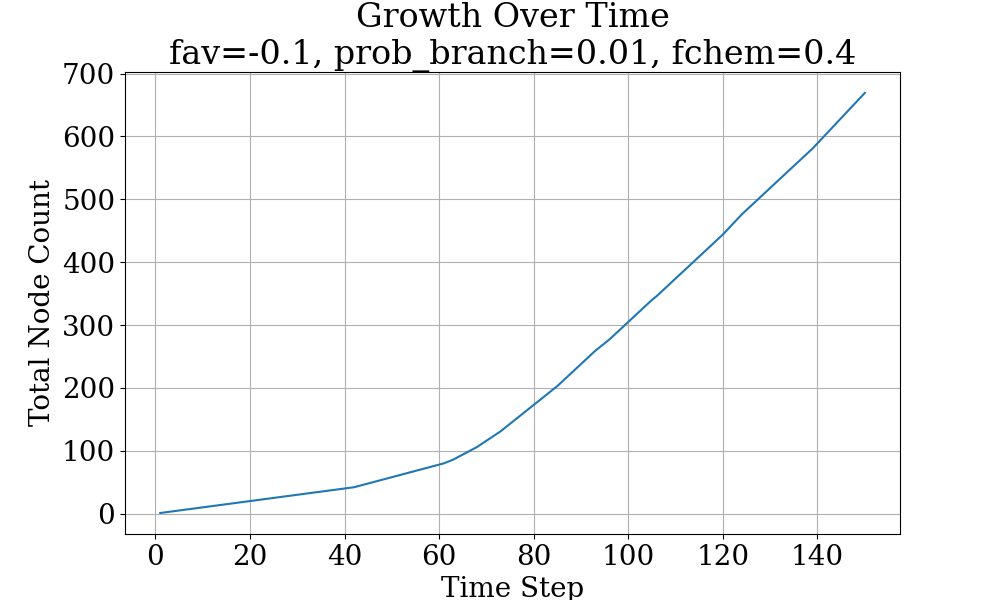 Growth Over Time
fav=-0.1, prob_branch=0.01, fchem=0.4
700
600
500
400
300
200
100
0
Total Node Count
0 20 40 60 80 100 120 140
Time Step